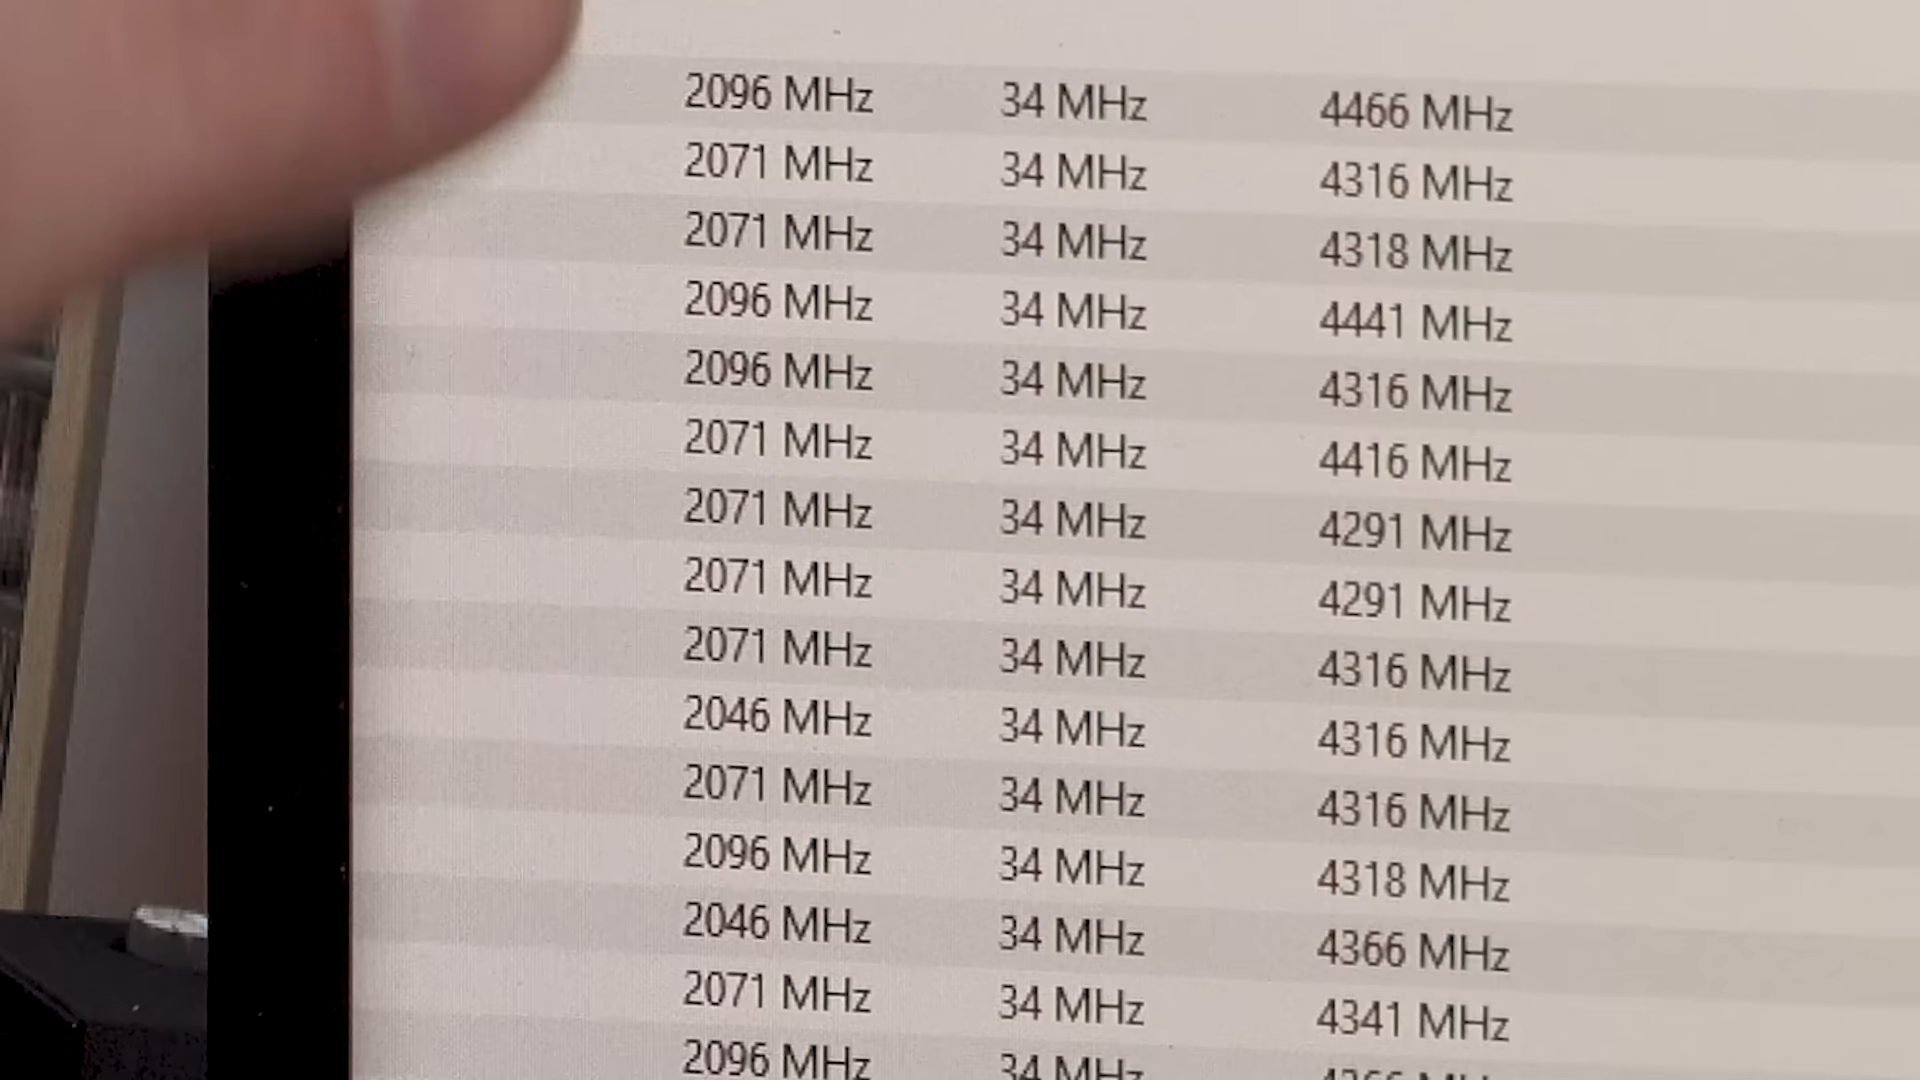 2096 MHz 34 MHz 4466 MHz
2071 MHz 34 MHz 4316 MHz
2071 MHz 34 MHz 4318 MHz
2096 MHz 34 MHz 4441 MHz
2096 MHz 34 MHz 4316 MHz
2071 MHz 34 MHz 4416 MHz
2071 MHz 34 MHz 4291 MHz
2071 MHz 34 MHz 4291 MHz
2071 MHz 34 MHz 4316 MHz
2046 MHz 34 MHz 4316 MHz
2071 MHz 34 MHz 4316 MHz
2096 MHz 34 MHz 4318 MHz
2046 MHz 34 MHz 4366 MHz
2071 MHz 34 MHz 4341 MHz
2096 MHz 34 MHz